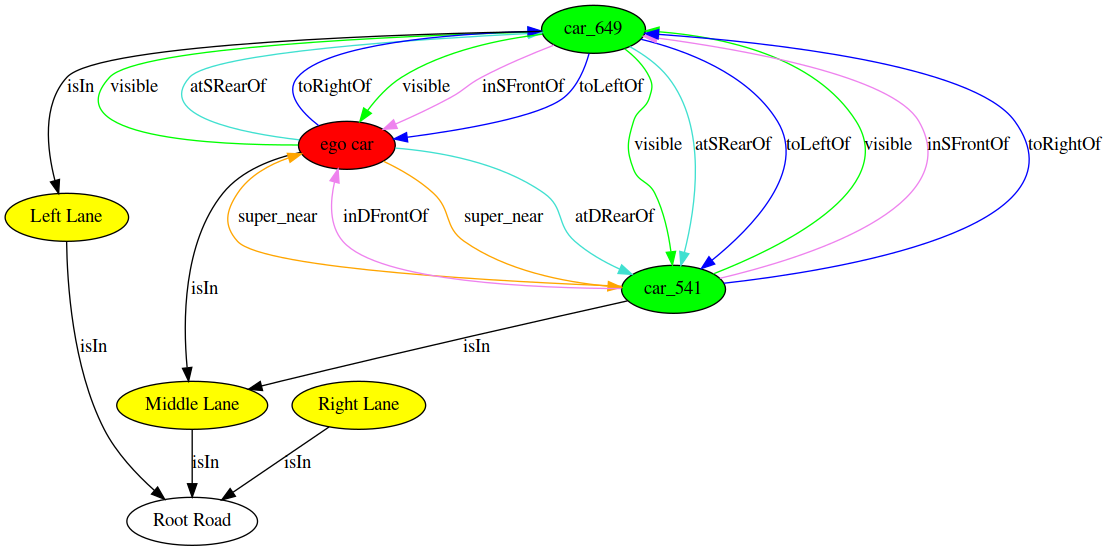 car_649
isIn
visible
atSRearOf
toRightOf
visible
inSFrontOf
toLeftOf
ego car
visible
atSRearOf
toLeftOf
visible
inSFrontOf
toRightOf
Left Lane
super_near
inDFrontOf
super_near
atDRearOf
isIn
car_541
isIn
isIn
Middle Lane
Right Lane
isIn
isIn
Root Road